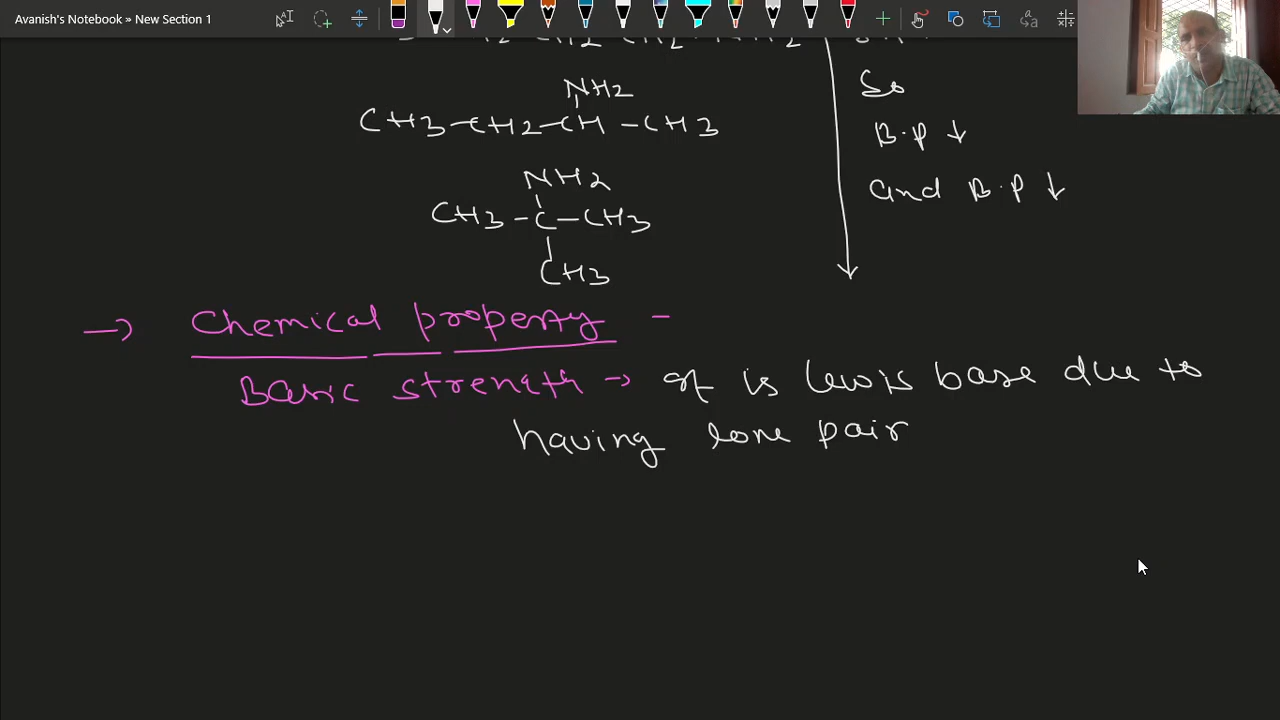 Avanish's Notebook » New Section 1
NH2
CH3-CH2-CH-CH3
NH2
CH3-C-CH3
CH3
So
B.P ↓
and B.P ↓
→ Chemical property -
Basic strength → It is lewis base due to
having lone pair